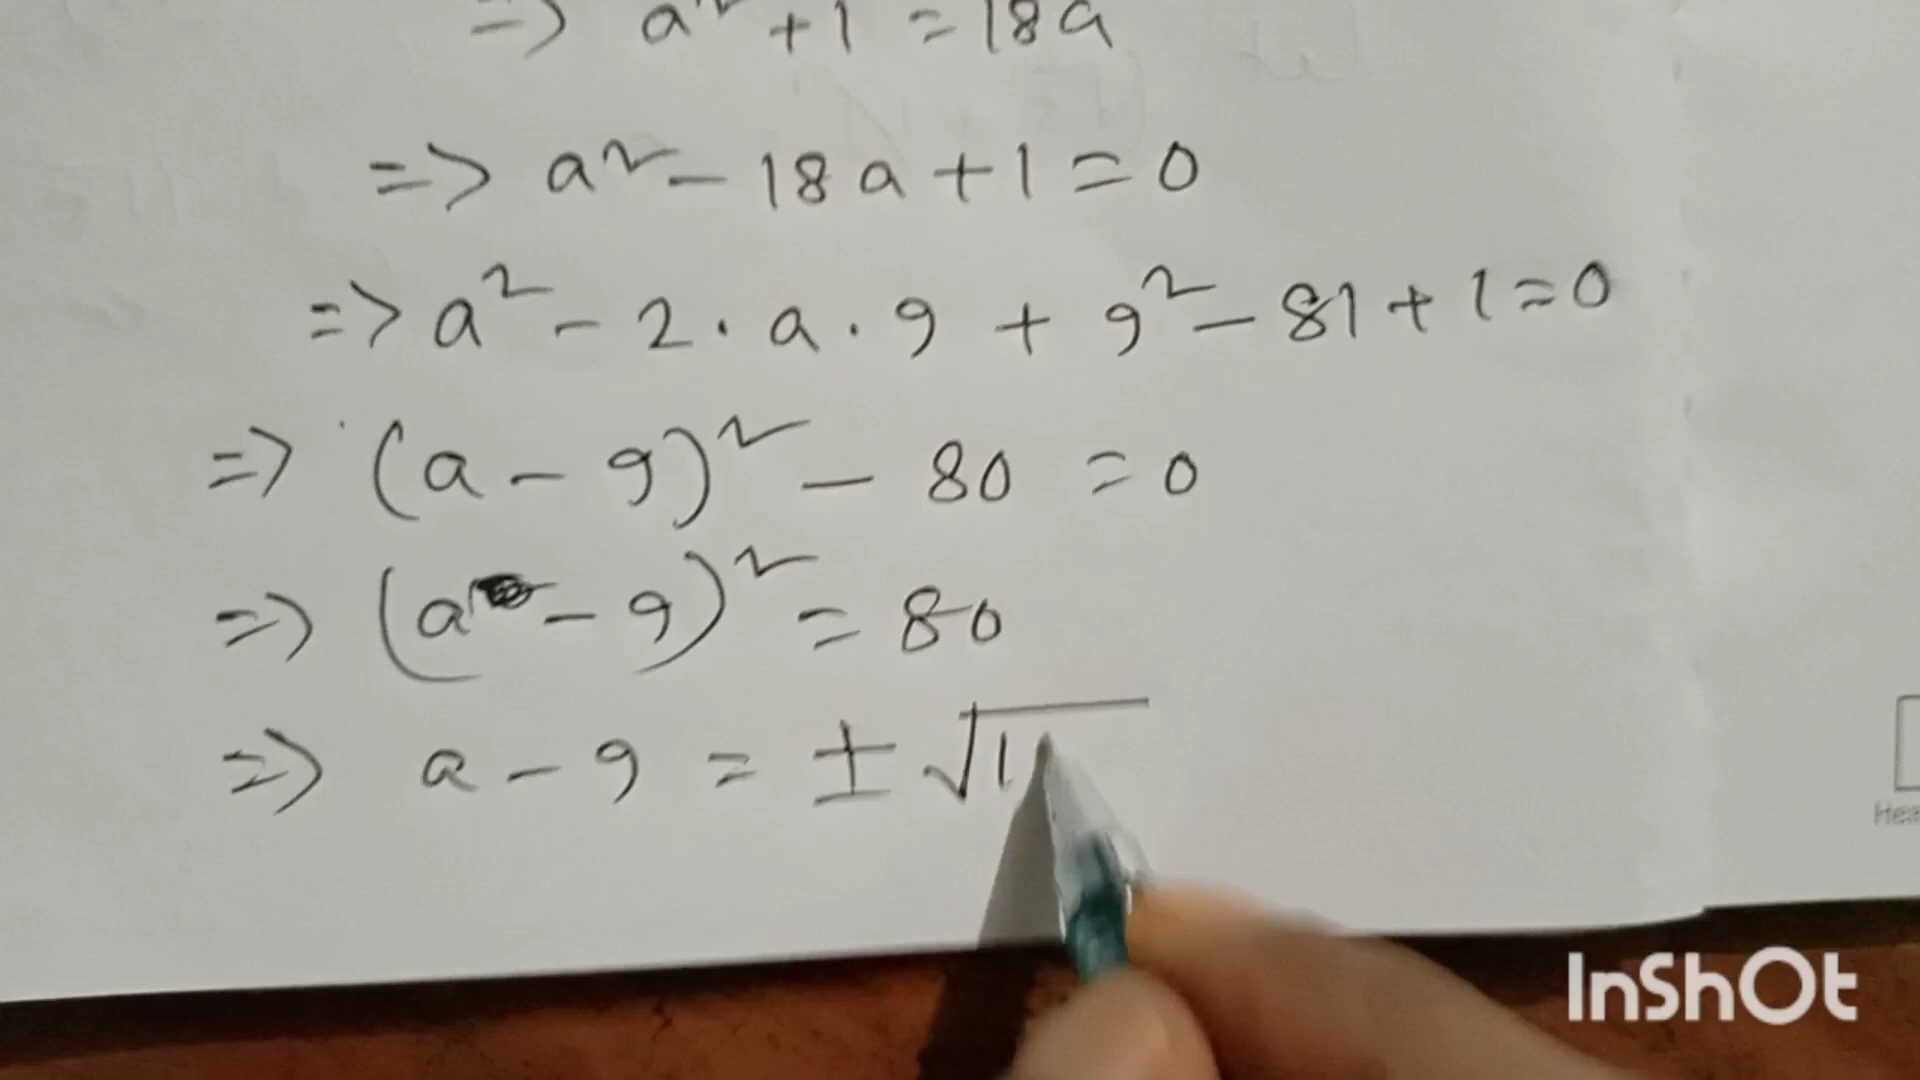 => a² + 1 = 18a
=> a² - 18a + 1 = 0
=> a² - 2 · a · 9 + 9² - 81 + 1 = 0
=> (a - 9)² - 80 = 0
=> (a - 9)² = 80
=> a - 9 = ± √1
Hea
InShOt